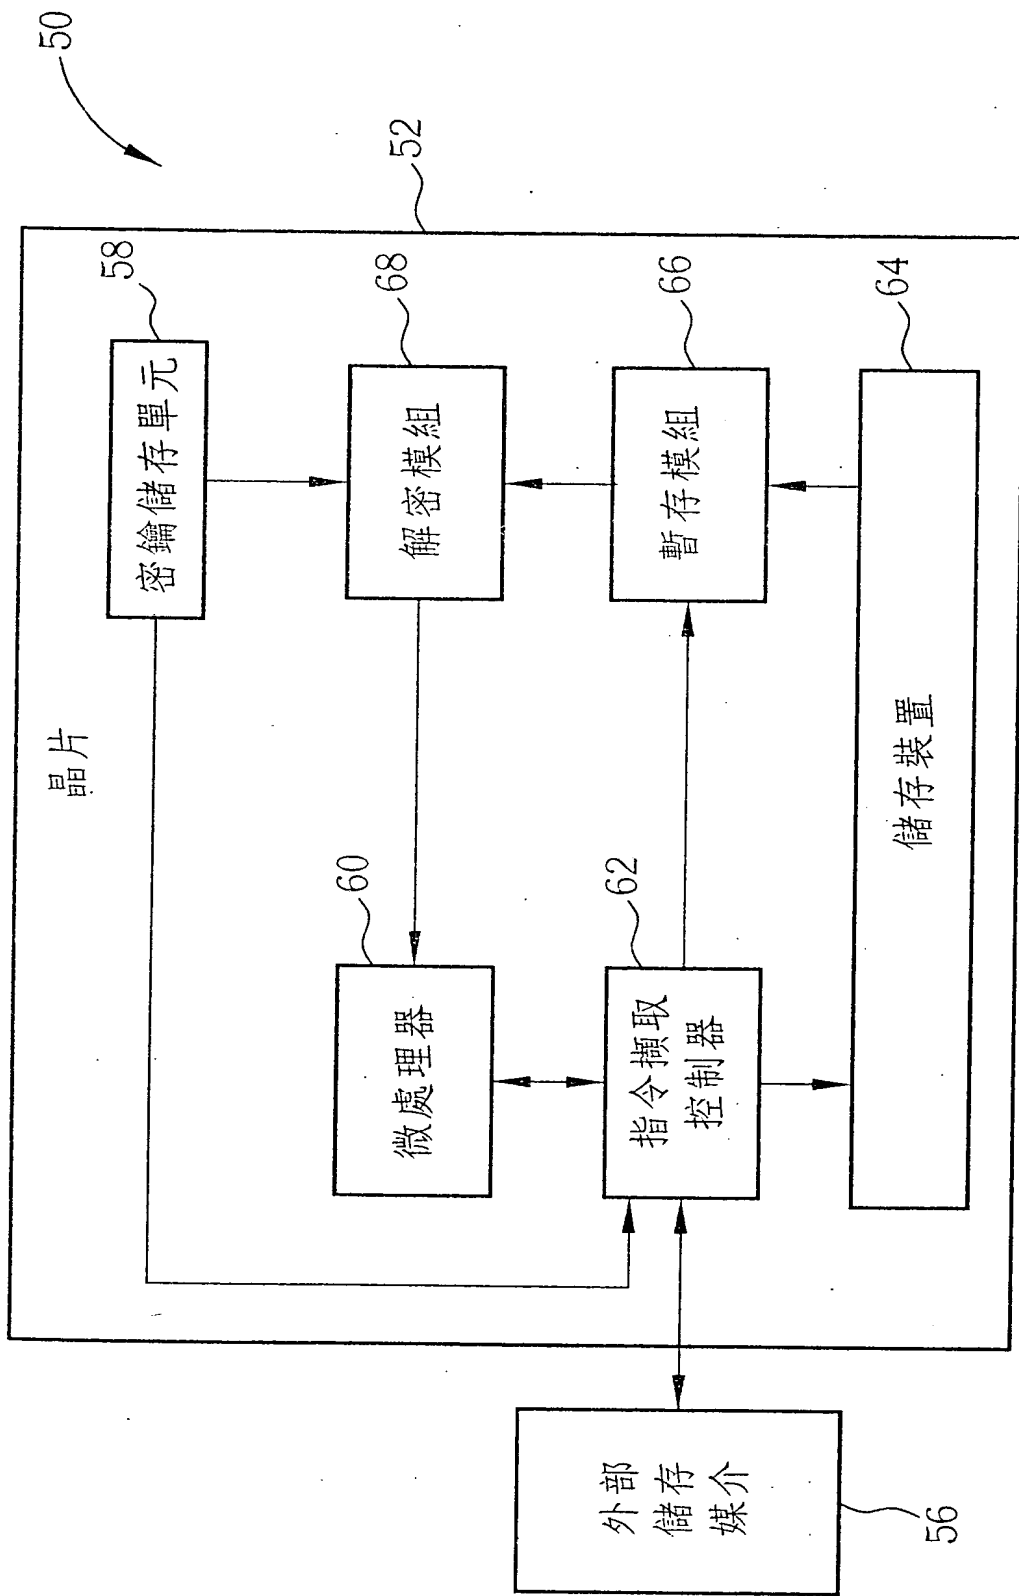 50
52
晶片
58
密鑰儲存單元
60
微處理器
68
解密模組
62
指令擷取
控制器
66
暫存模組
64
儲存裝置
外部
儲存
媒介
56